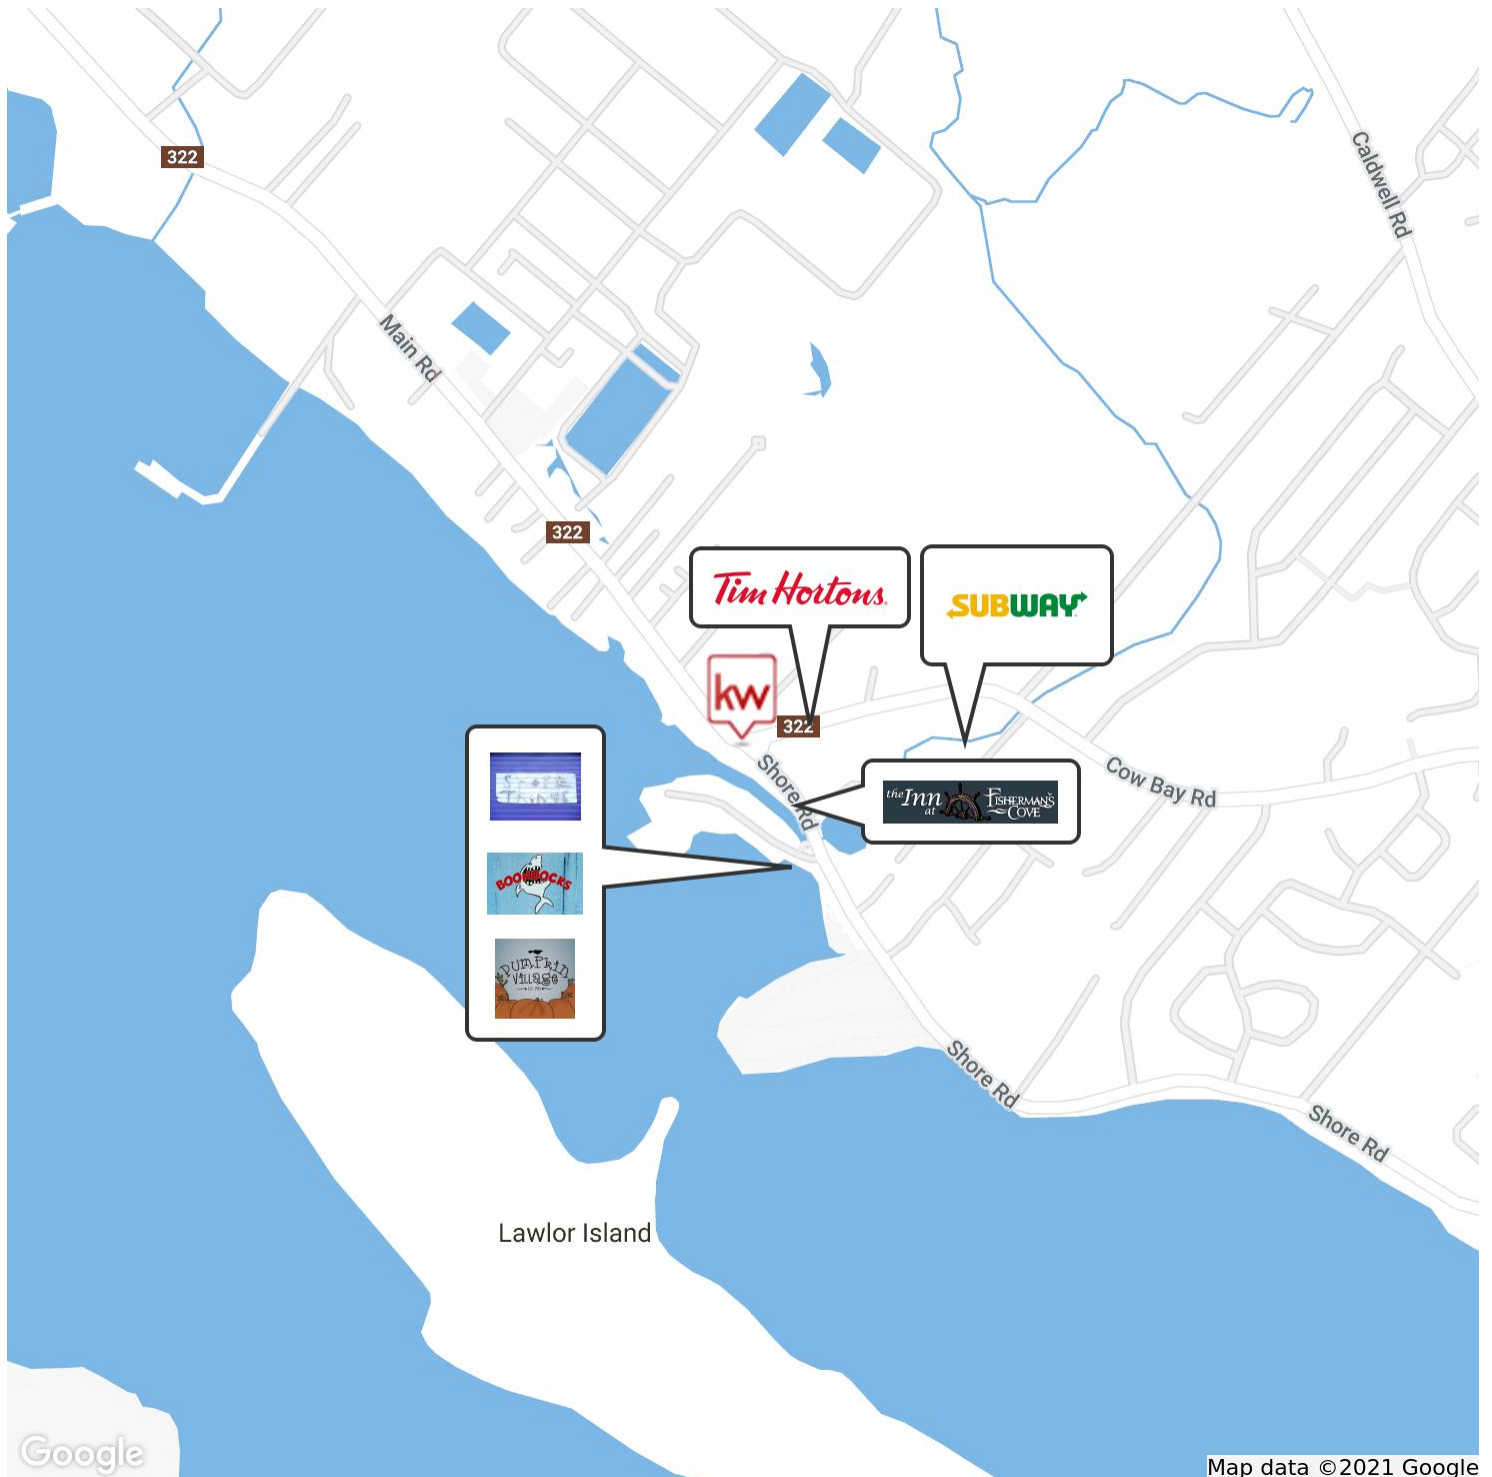 322
Caldwell Rd
Main Rd
322
Tim Hortons
SUBWAY
kw
322
Shore Rd
Cow Bay Rd
the Inn at FISHERMAN'S COVE
BOONDOCKS
PUMPKIN
Village
Shore Rd
Shore Rd
Lawlor Island
Google
Map data ©2021 Google